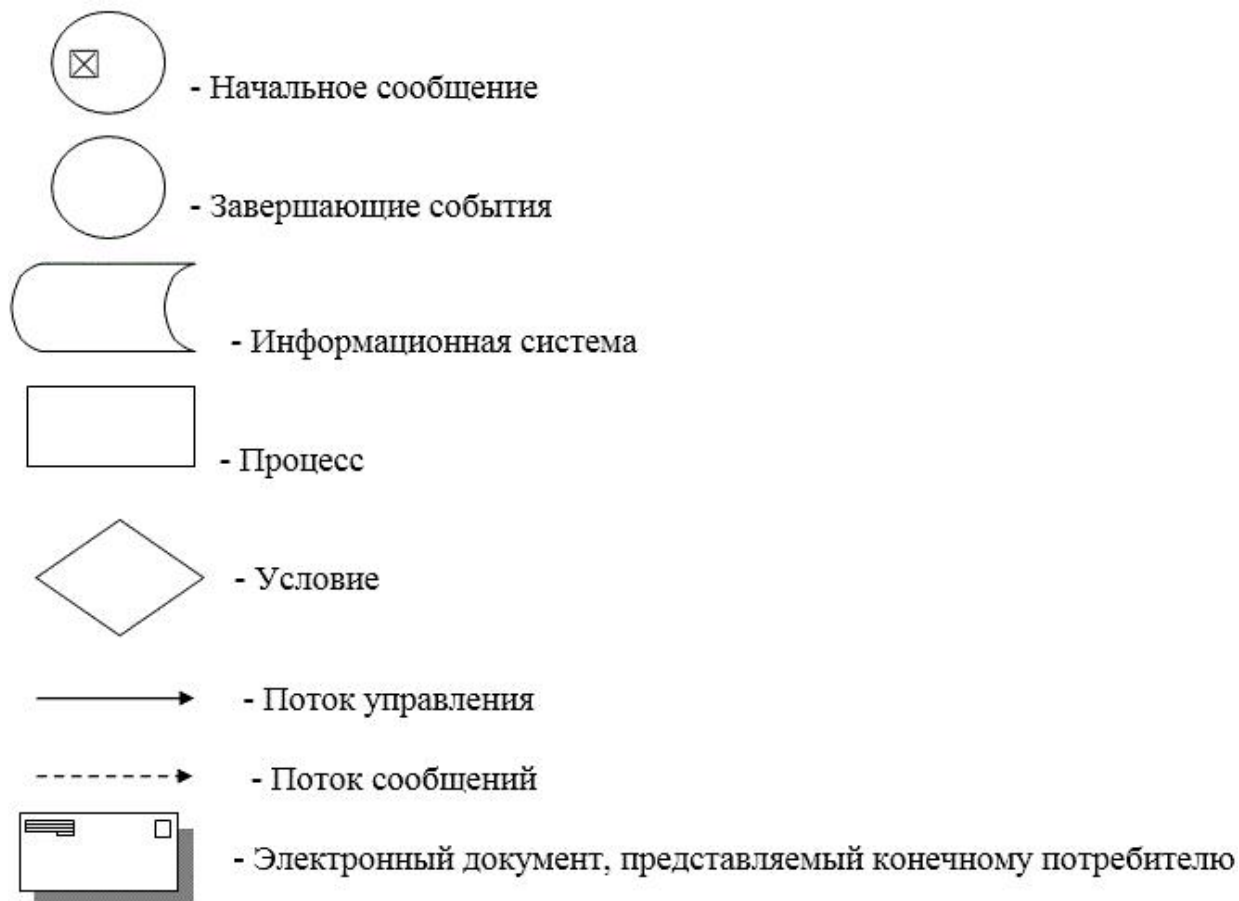 - Начальное сообщение
- Завершающие события
- Информационная система
- Процесс
- Условие
- Поток управления
- Поток сообщений
- Электронный документ, представляемый конечному потребителю